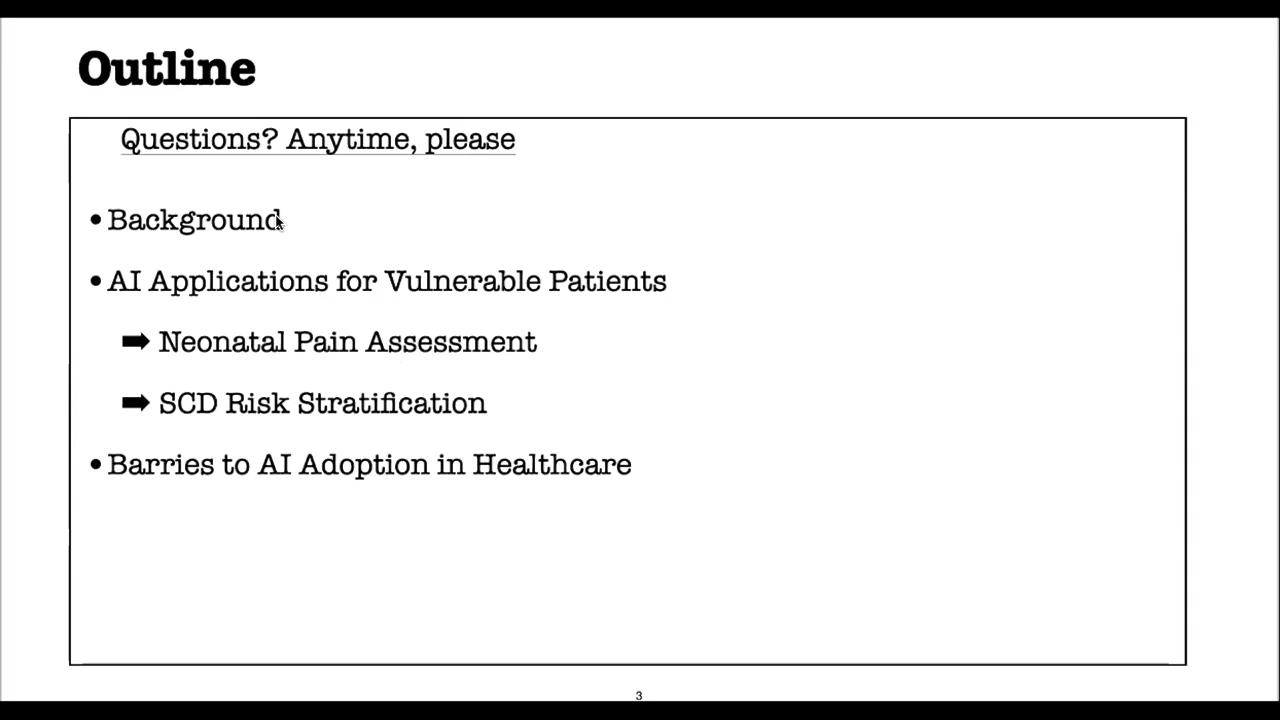 Outline
Questions? Anytime, please
• Background
• AI Applications for Vulnerable Patients
➡ Neonatal Pain Assessment
➡ SCD Risk Stratification
• Barries to AI Adoption in Healthcare
3